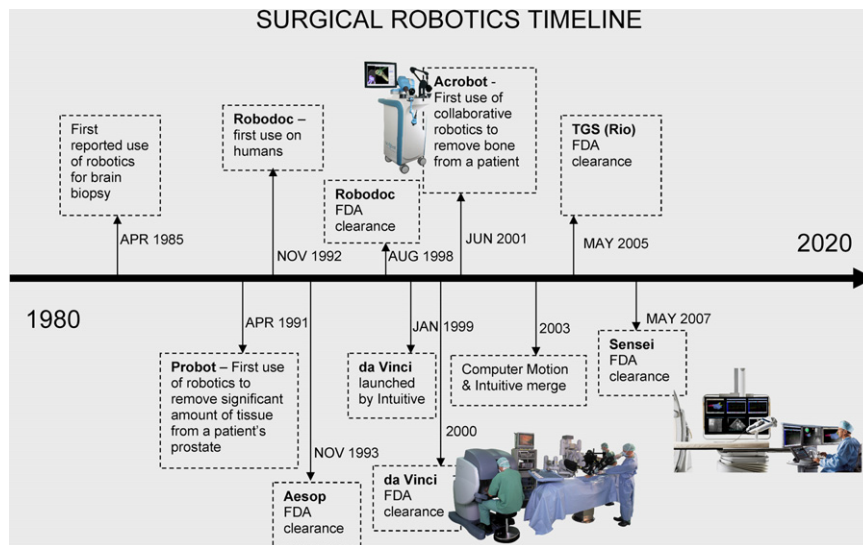 SURGICAL ROBOTICS TIMELINE
First
reported use
of robotics
for brain
biopsy
APR 1985
Robodoc –
first use on
humans
NOV 1992
Robodoc
FDA
clearance
AUG 1998
Acrobot -
First use of
collaborative
robotics to
remove bone
from a patient
JUN 2001
TGS (Rio)
FDA
clearance
MAY 2005
2020
1980
APR 1991
Probot – First use
of robotics to
remove significant
amount of tissue
from a patient's
prostate
NOV 1993
Aesop
FDA
clearance
JAN 1999
da Vinci
launched
by Intuitive
2000
da Vinci
FDA
clearance
2003
Computer Motion
& Intuitive merge
MAY 2007
Sensei
FDA
clearance